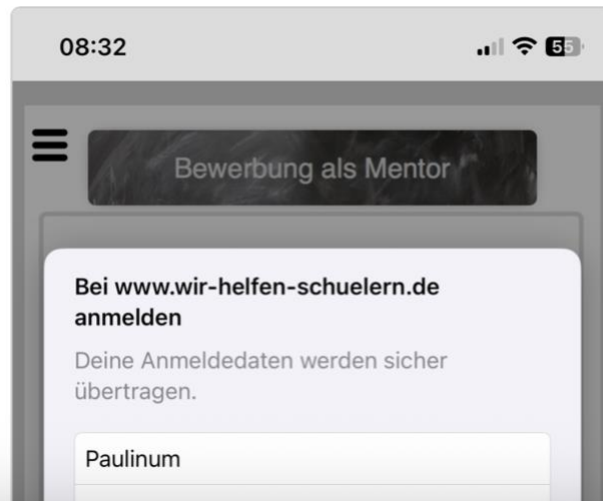 08:32
55
Bewerbung als Mentor
Bei www.wir-helfen-schuelern.de
anmelden
Deine Anmeldedaten werden sicher
übertragen.
Paulinum